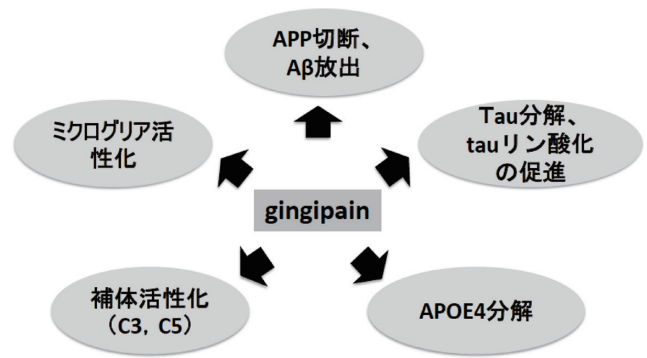 APP切断、
Aβ放出
ミクログリア活
性化
Tau分解、
tauリン酸化
の促進
gingipain
補体活性化
（C3，C5）
APOE4分解